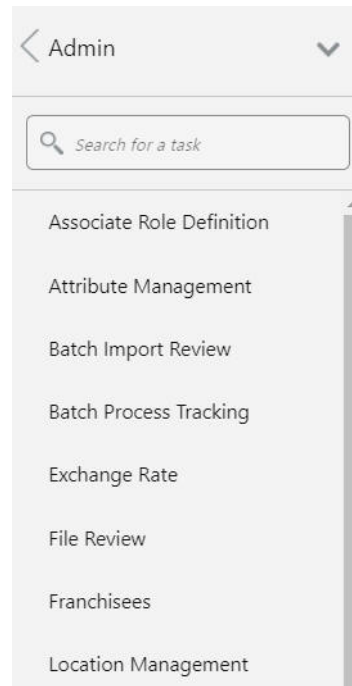 Admin
Search for a task
Associate Role Definition
Attribute Management
Batch Import Review
Batch Process Tracking
Exchange Rate
File Review
Franchisees
Location Management